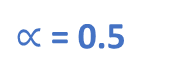 ∝ = 0.5